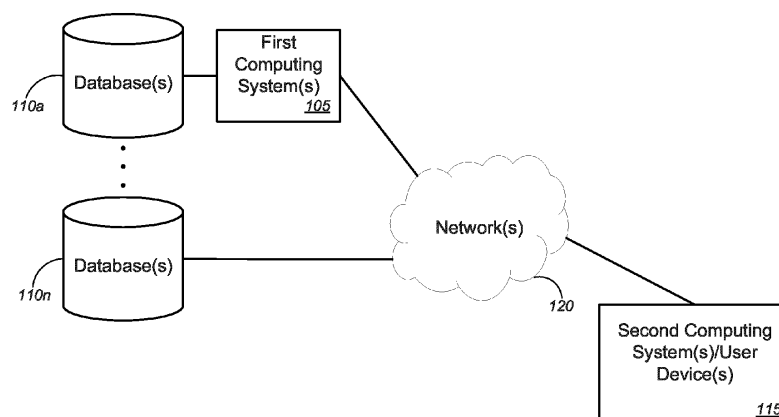 Database(s)
110a
First
Computing
System(s)
105
Database(s)
110n
Network(s)
120
Second Computing
System(s)/User
Device(s)
115